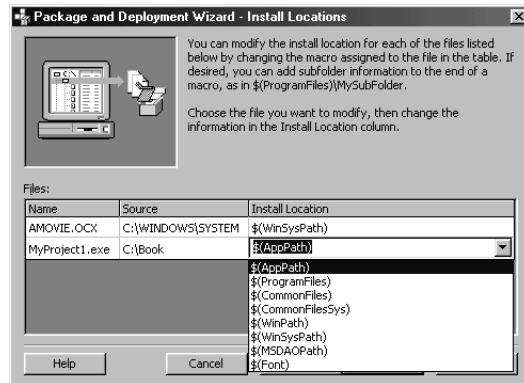 Package and Deployment Wizard - Install Locations
You can modify the install location for each of the files listed
below by changing the macro assigned to the file in the table. If
desired, you can add subfolder information to the end of a
macro, as in $(ProgramFiles)\MySubFolder.
Choose the file you want to modify, then change the
information in the Install Location column.
Files:
Name Source Install Location
AMOVIE.OCX C:\WINDOWS\SYSTEM $(WinSysPath)
MyProject1.exe C:\Book $(AppPath)
$(AppPath)
$(ProgramFiles)
$(CommonFiles)
$(CommonFilesSys)
$(WinPath)
$(WinSysPath)
$(MSDAOPath)
$(Font)
Help Cancel